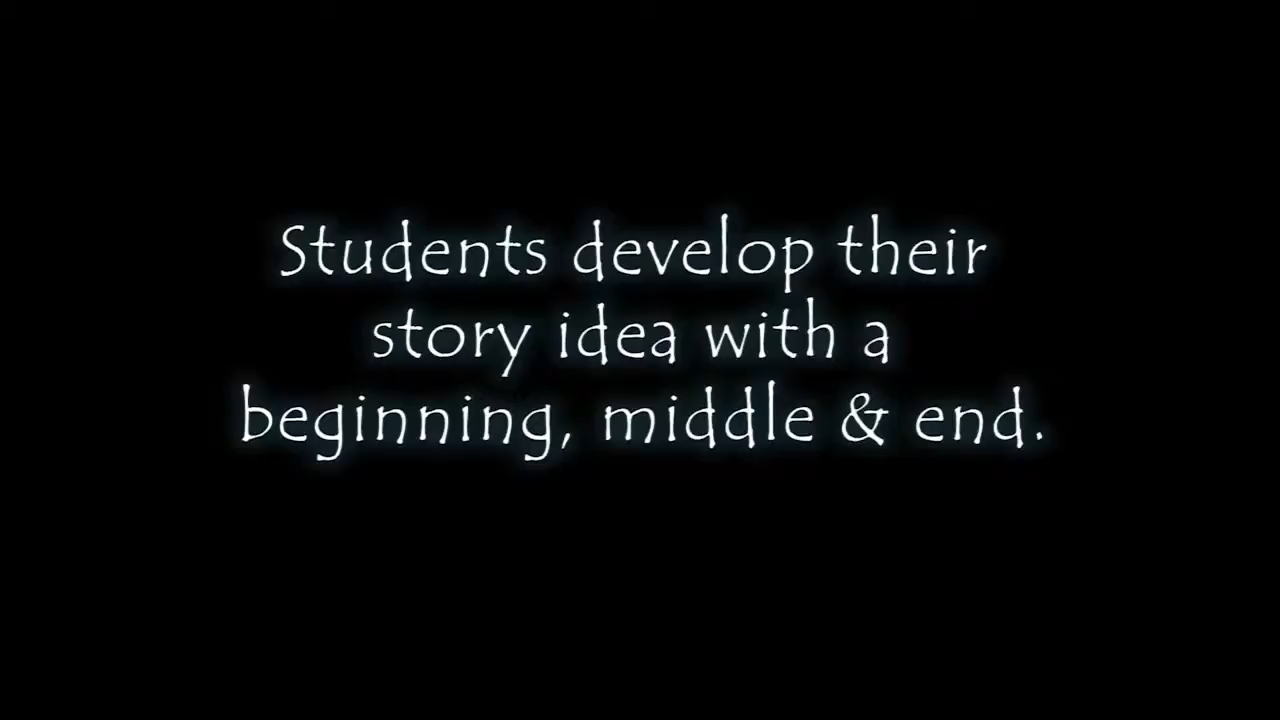 Students develop their
story idea with a
beginning, middle & end.